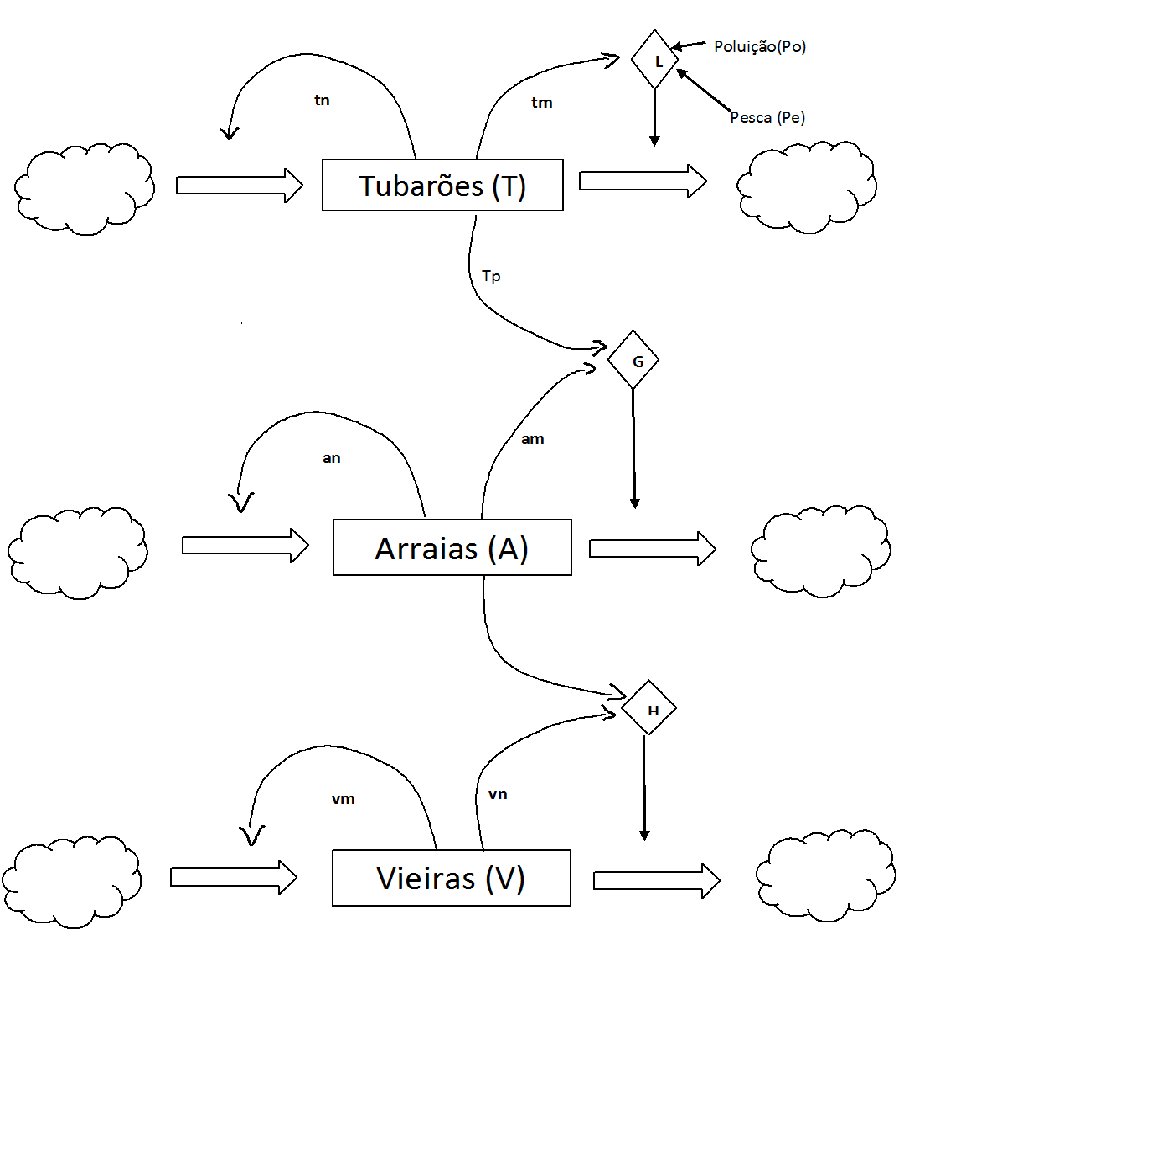 L
Poluição(Po)
tn
tm
Pesca (Pe)
Tubarões (T)
Tp
G
am
an
Arraias (A)
H
vm
vn
Vieiras (V)